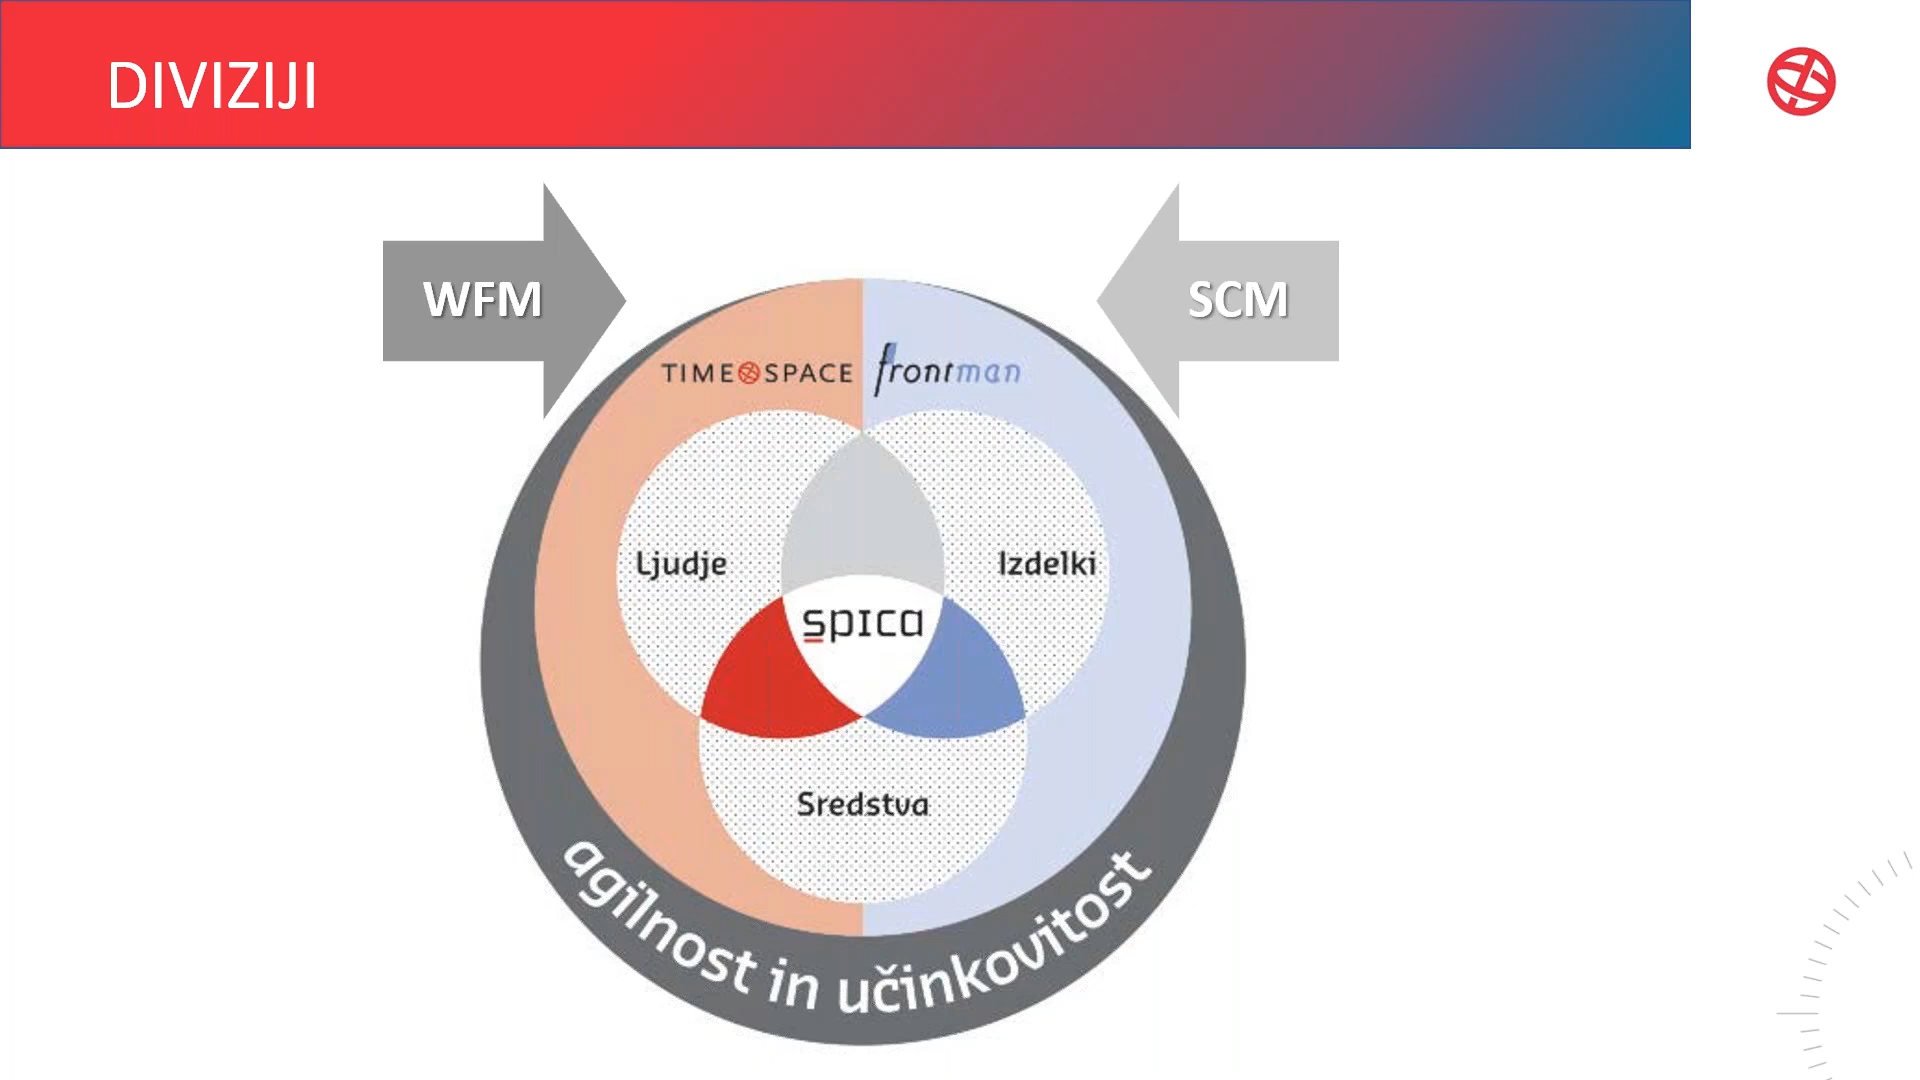 DIVIZIJI
WFM
SCM
TIME SPACE
frontman
Ljudje
Izdelki
spica
Sredstva
agilnost in učinkovitost